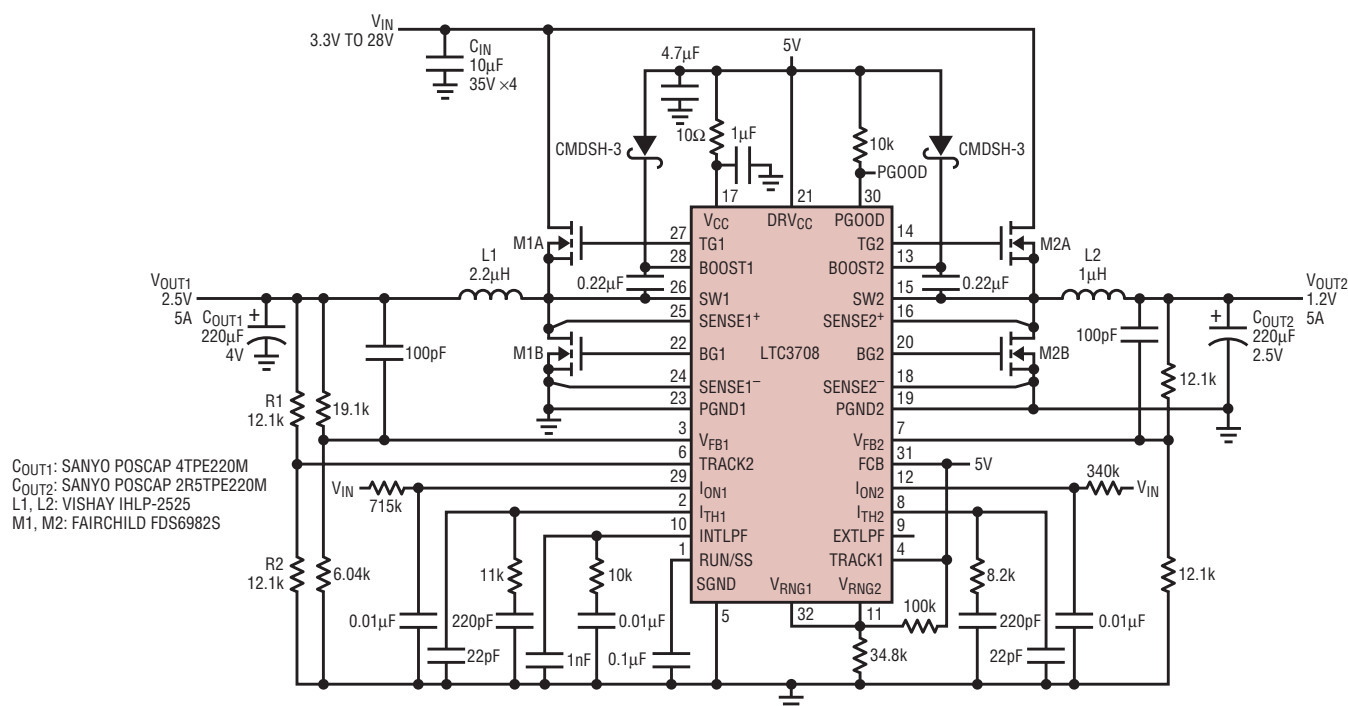 VIN
3.3V TO 28V
CIN
10µF
35V ×4
4.7µF
5V
CMDSH-3
10Ω
1µF
10k
PGOOD
CMDSH-3
17
21
30
VCC
DRVCC
PGOOD
M1A
27
TG1
TG2
14
M2A
28
BOOST1
BOOST2
13
L1
2.2µH
0.22µF
0.22µF
L2
1µH
VOUT1
2.5V
5A
26
SW1
SW2
15
VOUT2
1.2V
5A
25
SENSE1+
SENSE2+
16
COUT1
220µF
4V
+
100pF
M1B
22
BG1
LTC3708
BG2
20
M2B
100pF
+
COUT2
220µF
2.5V
24
SENSE1–
SENSE2–
18
12.1k
R1
12.1k
19.1k
23
PGND1
PGND2
19
3
VFB1
VFB2
7
6
TRACK2
FCB
31
5V
COUT1: SANYO POSCAP 4TPE220M
COUT2: SANYO POSCAP 2R5TPE220M
L1, L2: VISHAY IHLP-2525
M1, M2: FAIRCHILD FDS6982S
VIN
715k
29
ION1
ION2
12
340k
VIN
2
ITH1
ITH2
8
10
INTLPF
EXTLPF
9
1
RUN/SS
TRACK1
4
R2
12.1k
6.04k
11k
10k
SGND
VRNG1
VRNG2
8.2k
12.1k
5
32
11
100k
0.01µF
220pF
0.01µF
220pF
0.01µF
22pF
1nF
0.1µF
34.8k
22pF